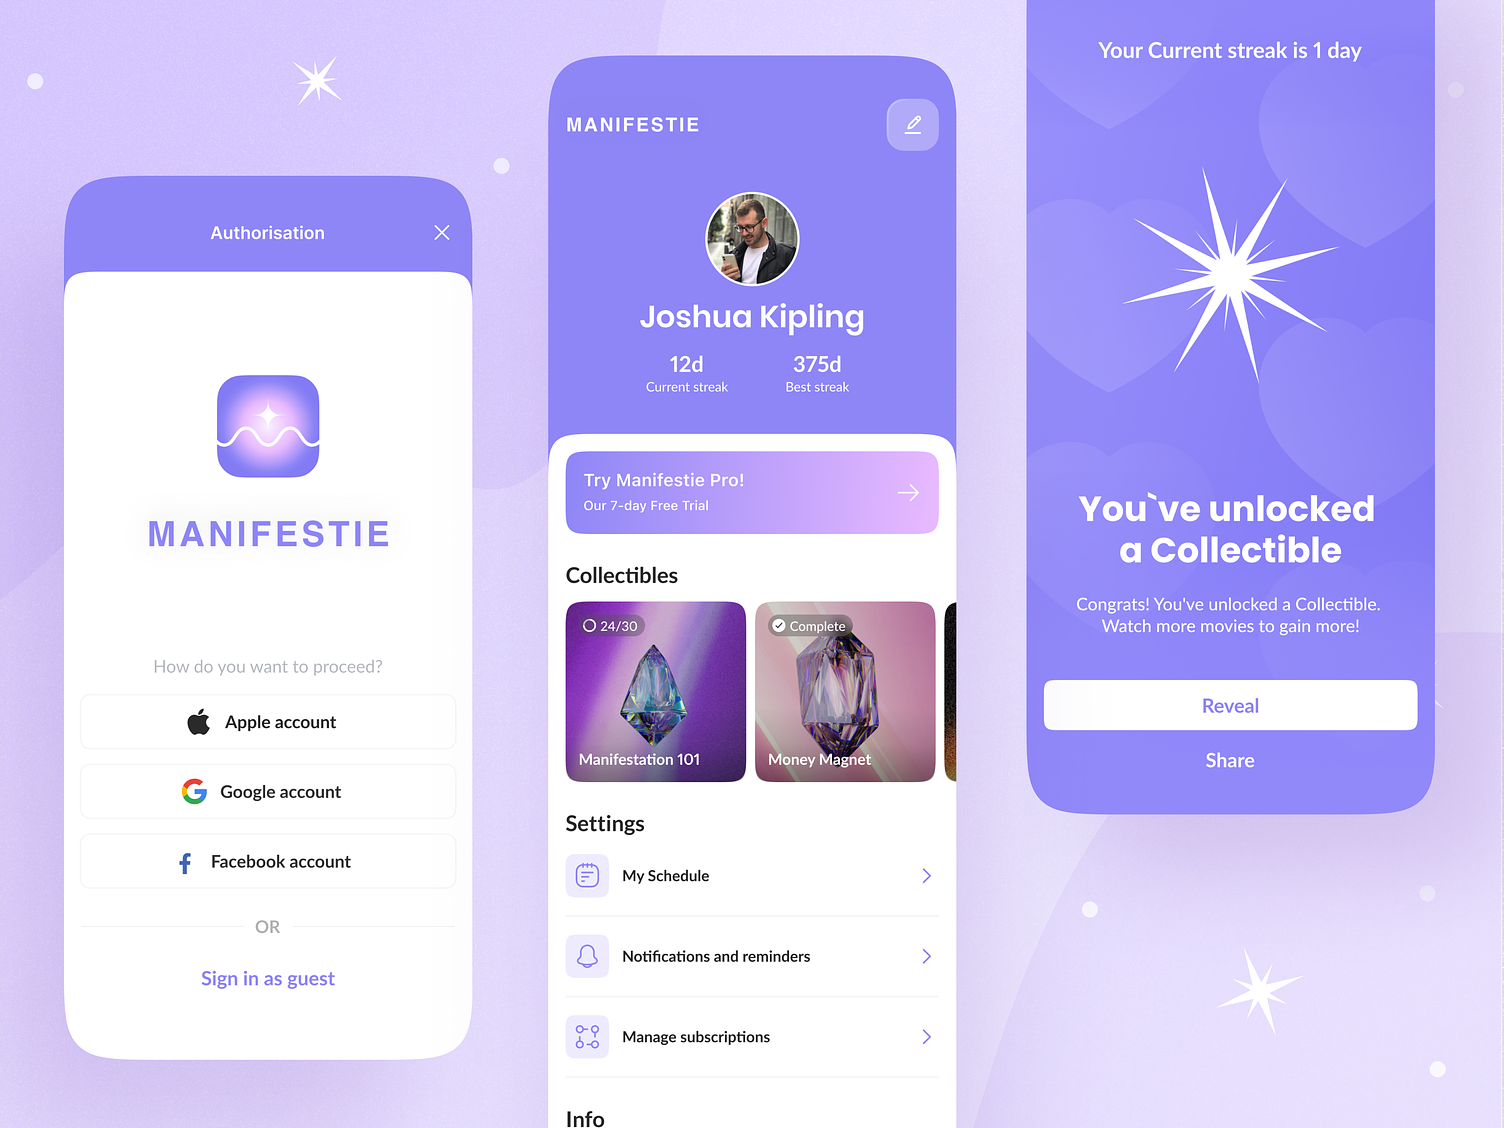 Authorisation
MANIFESTIE
How do you want to proceed?
Apple account
Google account
Facebook account
OR
Sign in as guest
MANIFESTIE
Joshua Kipling
12d
Current streak
375d
Best streak
Try Manifestie Pro!
Our 7-day Free Trial
Collectibles
24/30
Manifestation 101
Complete
Money Magnet
Settings
My Schedule
Notifications and reminders
Manage subscriptions
Info
Your Current streak is 1 day
You`ve unlocked
a Collectible
Congrats! You've unlocked a Collectible.
Watch more movies to gain more!
Reveal
Share